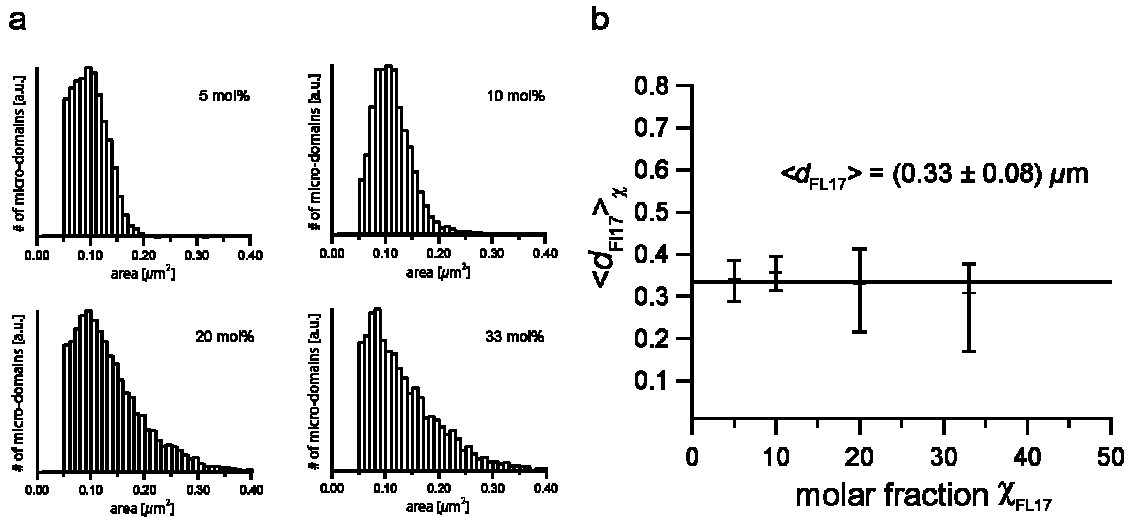 a
# of micro-domains [a.u.]
5 mol%
0.00 0.10 0.20 0.30 0.40
area [µm²]
# of micro-domains [a.u.]
10 mol%
0.00 0.10 0.20 0.30 0.40
area [µm²]
# of micro-domains [a.u.]
20 mol%
0.00 0.10 0.20 0.30 0.40
area [µm²]
# of micro-domains [a.u.]
33 mol%
0.00 0.10 0.20 0.30 0.40
area [µm²]
b
<dFl17>χ
0.8
0.7
0.6
0.5
0.4
0.3
0.2
0.1
<dFL17> = (0.33 ± 0.08) µm
0 10 20 30 40 50
molar fraction χFL17